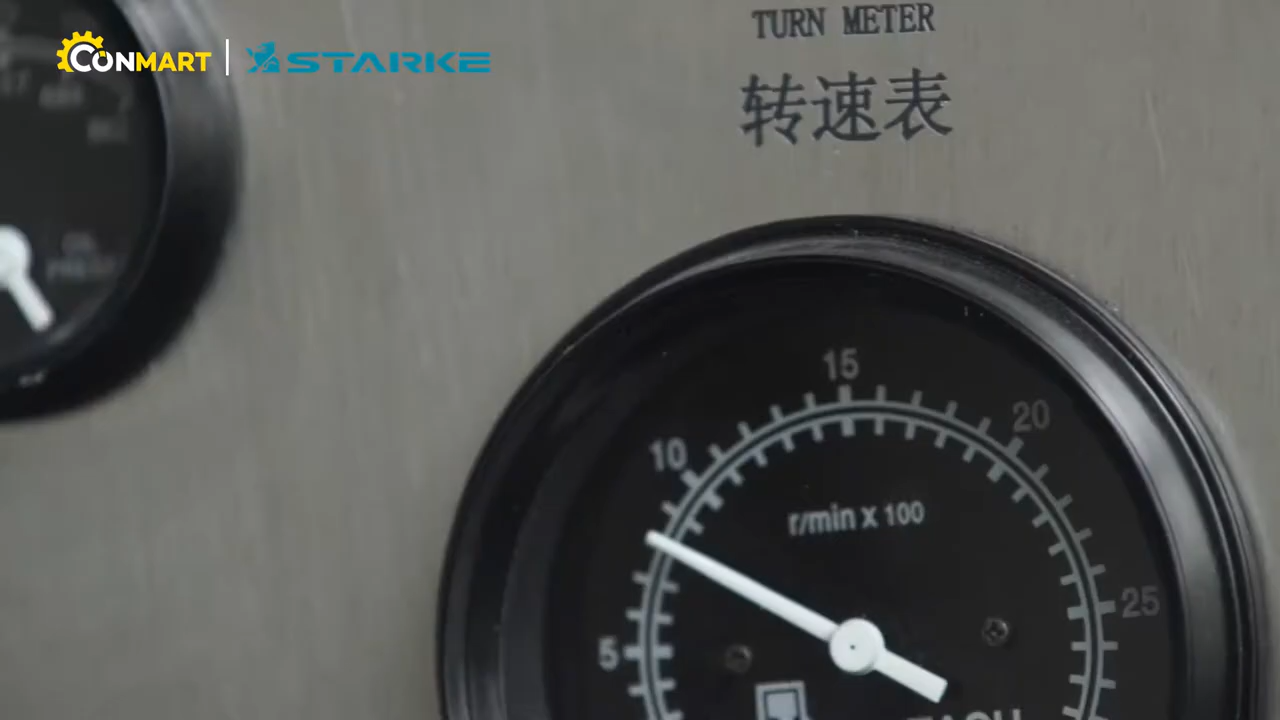 CONMART
STARKE
TURN METER
转速表
15
20
10
r/min x 100
25
5